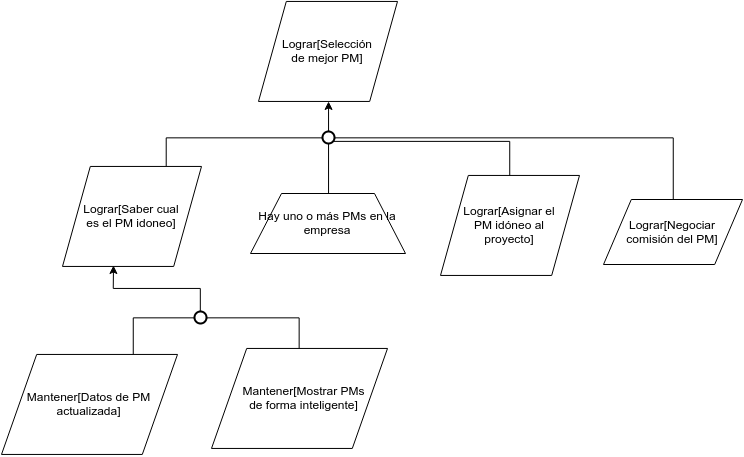 Lograr[Selección
de mejor PM]
Lograr[Saber cual
es el PM idoneo]
Hay uno o más PMs en la
empresa
Lograr[Asignar el
PM idóneo al
proyecto]
Lograr[Negociar
comisión del PM]
Mantener[Datos de PM
actualizada]
Mantener[Mostrar PMs
de forma inteligente]